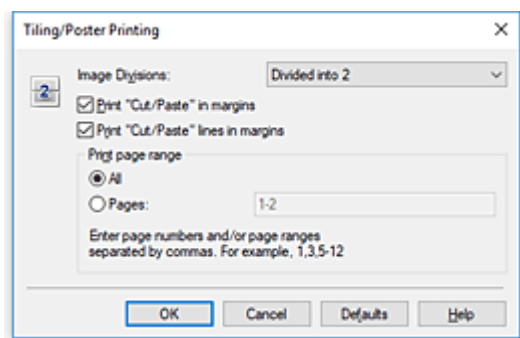 Tiling/Poster Printing
Image Divisions: Divided into 2
2
Print "Cut/Paste" in margins
Print "Cut/Paste" lines in margins
Print page range
All
Pages: 1-2
Enter page numbers and/or page ranges
separated by commas. For example, 1,3,5-12
OK Cancel Defaults Help